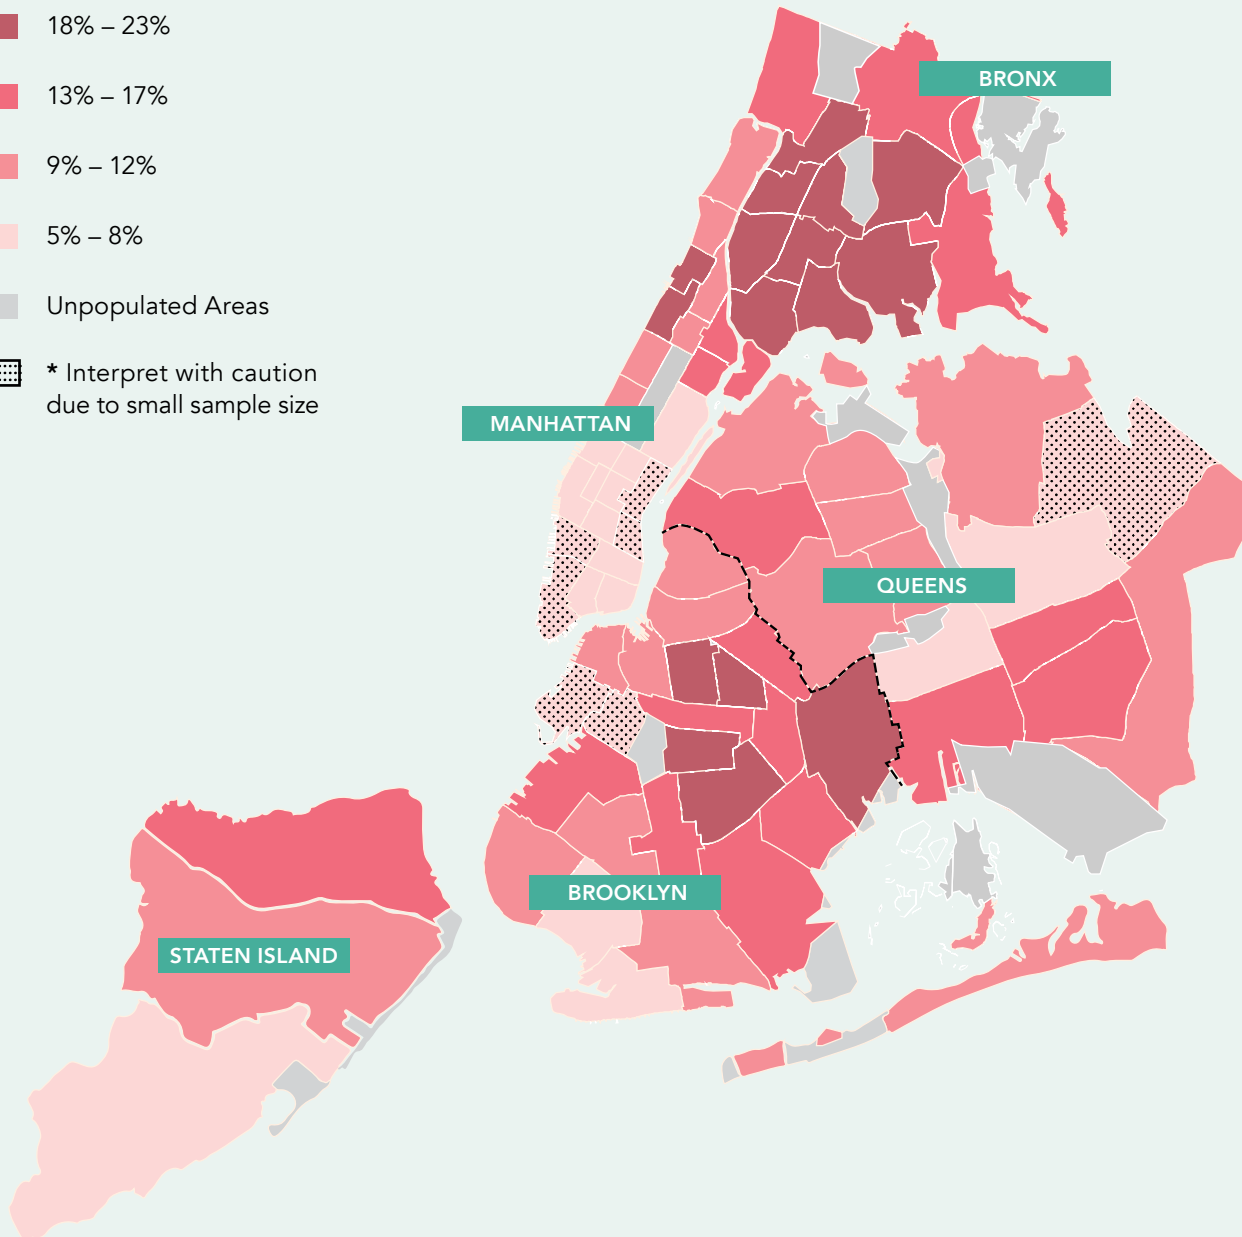 18% – 23%
13% – 17%
9% – 12%
5% – 8%
Unpopulated Areas
* Interpret with caution
due to small sample size
BRONX
MANHATTAN
QUEENS
BROOKLYN
STATEN ISLAND